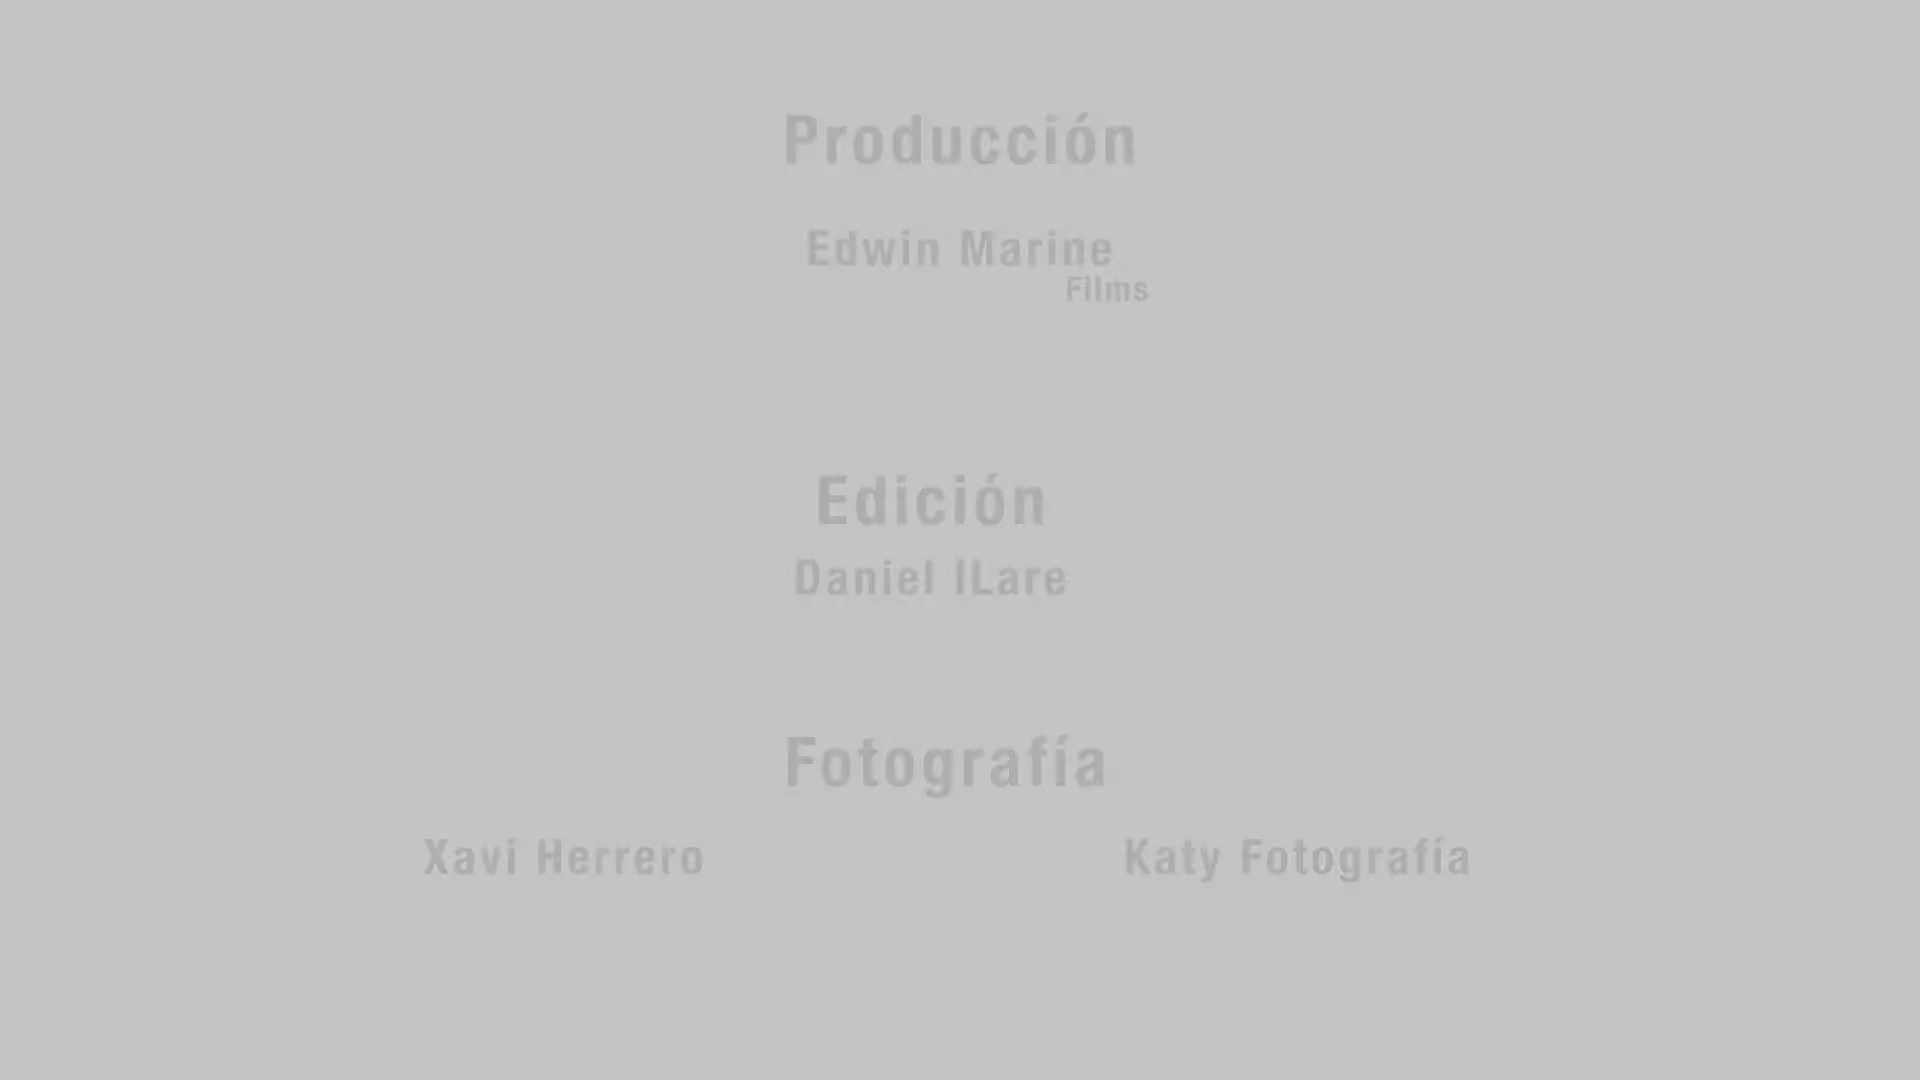 Producción
Edwin Marine
Films
Edición
Daniel ILare
Fotografía
Xavi Herrero
Katy Fotografía